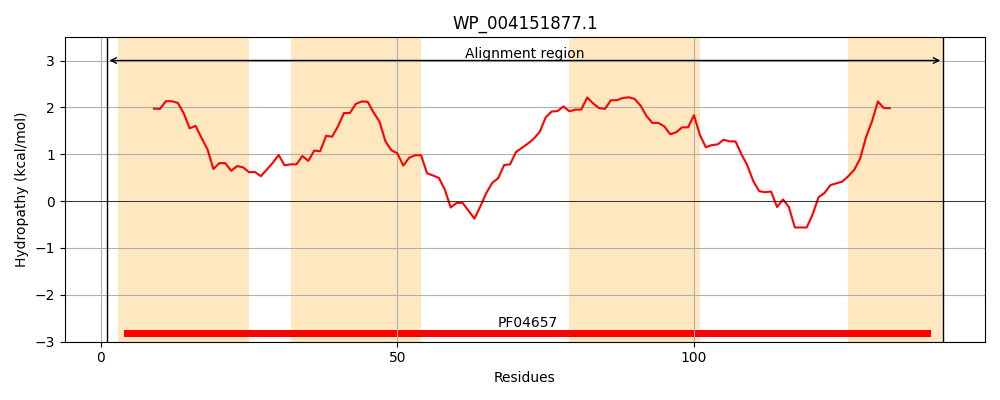 WP_004151877.1
Hydropathy (kcal/mol)
3
2
1
0
−1
−2
−3
Alignment region
PF04657
0
50
100
Residues